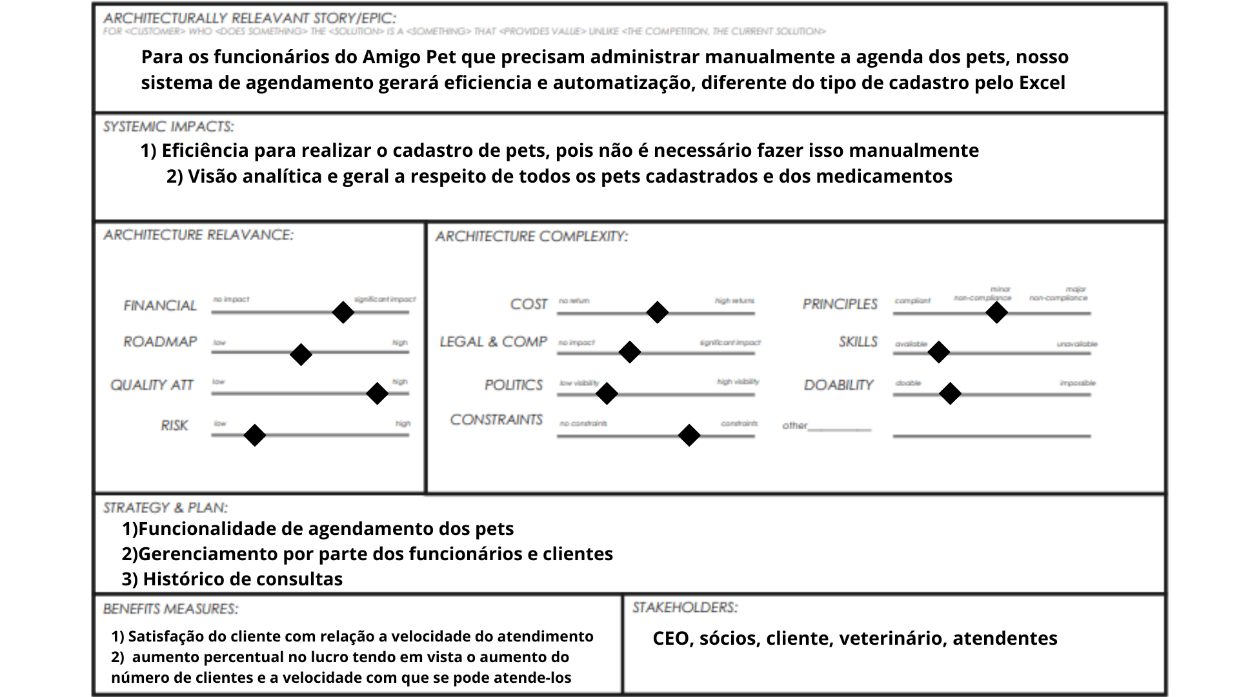 ARCHITECTURALLY RELEAVANT STORY/EPIC:
FOR <CUSTOMER> WHO <DOES SOMETHING> THE <SOLUTION> IS A <SOMETHING> THAT <PROVIDES VALUE> UNLIKE <THE COMPETITION, THE CURRENT SOLUTION>
Para os funcionários do Amigo Pet que precisam administrar manualmente a agenda dos pets, nosso
sistema de agendamento gerará eficiencia e automatização, diferente do tipo de cadastro pelo Excel
SYSTEMIC IMPACTS:
1) Eficiência para realizar o cadastro de pets, pois não é necessário fazer isso manualmente
2) Visão analítica e geral a respeito de todos os pets cadastrados e dos medicamentos
ARCHITECTURE RELAVANCE:
FINANCIAL no impact significant impact
ROADMAP low high
QUALITY ATT low high
RISK low high
ARCHITECTURE COMPLEXITY:
COST no return high returns
LEGAL & COMP no impact significant impact
POLITICS low visibility high visibility
CONSTRAINTS no constraints constraints
PRINCIPLES compliant minor non-compliance major non-compliance
SKILLS available unavailable
DOABILITY doable impossible
other__________
STRATEGY & PLAN:
1)Funcionalidade de agendamento dos pets
2)Gerenciamento por parte dos funcionários e clientes
3) Histórico de consultas
BENEFITS MEASURES:
1) Satisfação do cliente com relação a velocidade do atendimento
2) aumento percentual no lucro tendo em vista o aumento do
número de clientes e a velocidade com que se pode atende-los
STAKEHOLDERS:
CEO, sócios, cliente, veterinário, atendentes